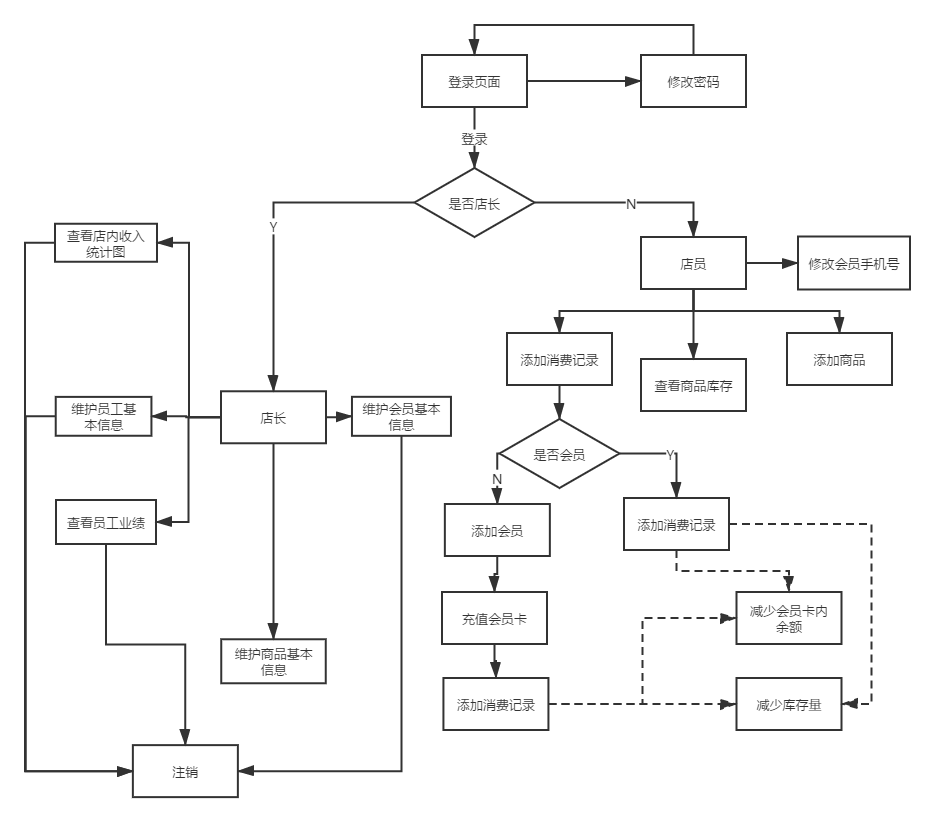 登录页面
修改密码
登录
是否店长
Y
N
查看店内收入
统计图
店员
修改会员手机号
添加消费记录
查看商品库存
添加商品
维护员工基
本信息
店长
维护会员基本
信息
是否会员
N
Y
查看员工业绩
添加会员
添加消费记录
充值会员卡
减少会员卡内
余额
维护商品基本
信息
添加消费记录
减少库存量
注销